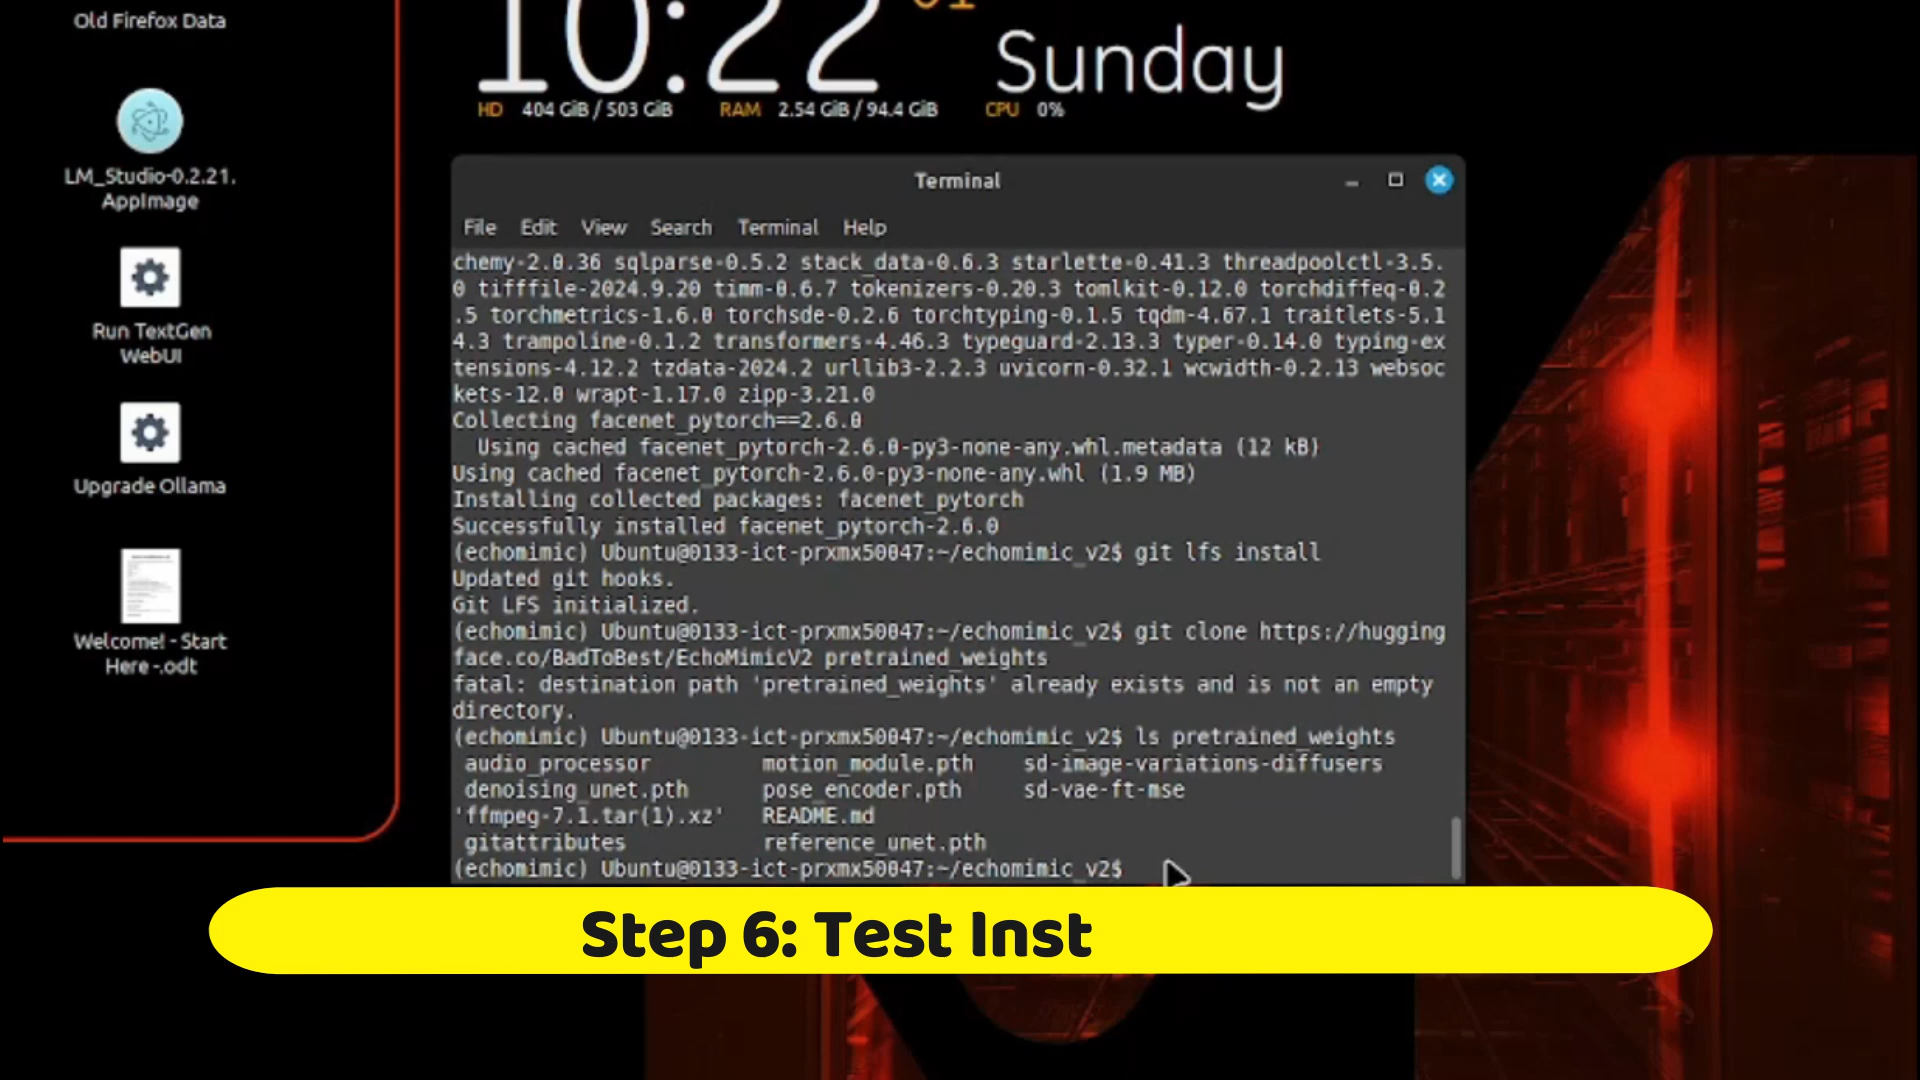 Old Firefox Data
LM_Studio-0.2.21.
AppImage
Run TextGen
WebUI
Upgrade Ollama
Welcome! - Start
Here -.odt
10:22
Sunday
HD 404 GiB / 503 GiB RAM 2.54 GiB / 94.4 GiB CPU 0%
Terminal
File Edit View Search Terminal Help
chemy-2.0.36 sqlparse-0.5.2 stack_data-0.6.3 starlette-0.41.3 threadpoolctl-3.5.
0 tifffile-2024.9.20 timm-0.6.7 tokenizers-0.20.3 tomlkit-0.12.0 torchdiffeq-0.2
.5 torchmetrics-1.6.0 torchsde-0.2.6 torchtyping-0.1.5 tqdm-4.67.1 traitlets-5.1
4.3 trampoline-0.1.2 transformers-4.46.3 typeguard-2.13.3 typer-0.14.0 typing-ex
tensions-4.12.2 tzdata-2024.2 urllib3-2.2.3 uvicorn-0.32.1 wcwidth-0.2.13 websoc
kets-12.0 wrapt-1.17.0 zipp-3.21.0
Collecting facenet_pytorch==2.6.0
Using cached facenet_pytorch-2.6.0-py3-none-any.whl.metadata (12 kB)
Using cached facenet_pytorch-2.6.0-py3-none-any.whl (1.9 MB)
Installing collected packages: facenet_pytorch
Successfully installed facenet_pytorch-2.6.0
(echomimic) Ubuntu@0133-ict-prxmx50047:~/echomimic_v2$ git lfs install
Updated git hooks.
Git LFS initialized.
(echomimic) Ubuntu@0133-ict-prxmx50047:~/echomimic_v2$ git clone https://hugging
face.co/BadToBest/EchoMimicV2 pretrained_weights
fatal: destination path 'pretrained_weights' already exists and is not an empty
directory.
(echomimic) Ubuntu@0133-ict-prxmx50047:~/echomimic_v2$ ls pretrained_weights
audio_processor motion_module.pth sd-image-variations-diffusers
denoising_unet.pth pose_encoder.pth sd-vae-ft-mse
'ffmpeg-7.1.tar(1).xz' README.md
gitattributes reference_unet.pth
(echomimic) Ubuntu@0133-ict-prxmx50047:~/echomimic_v2$
Step 6: Test Inst